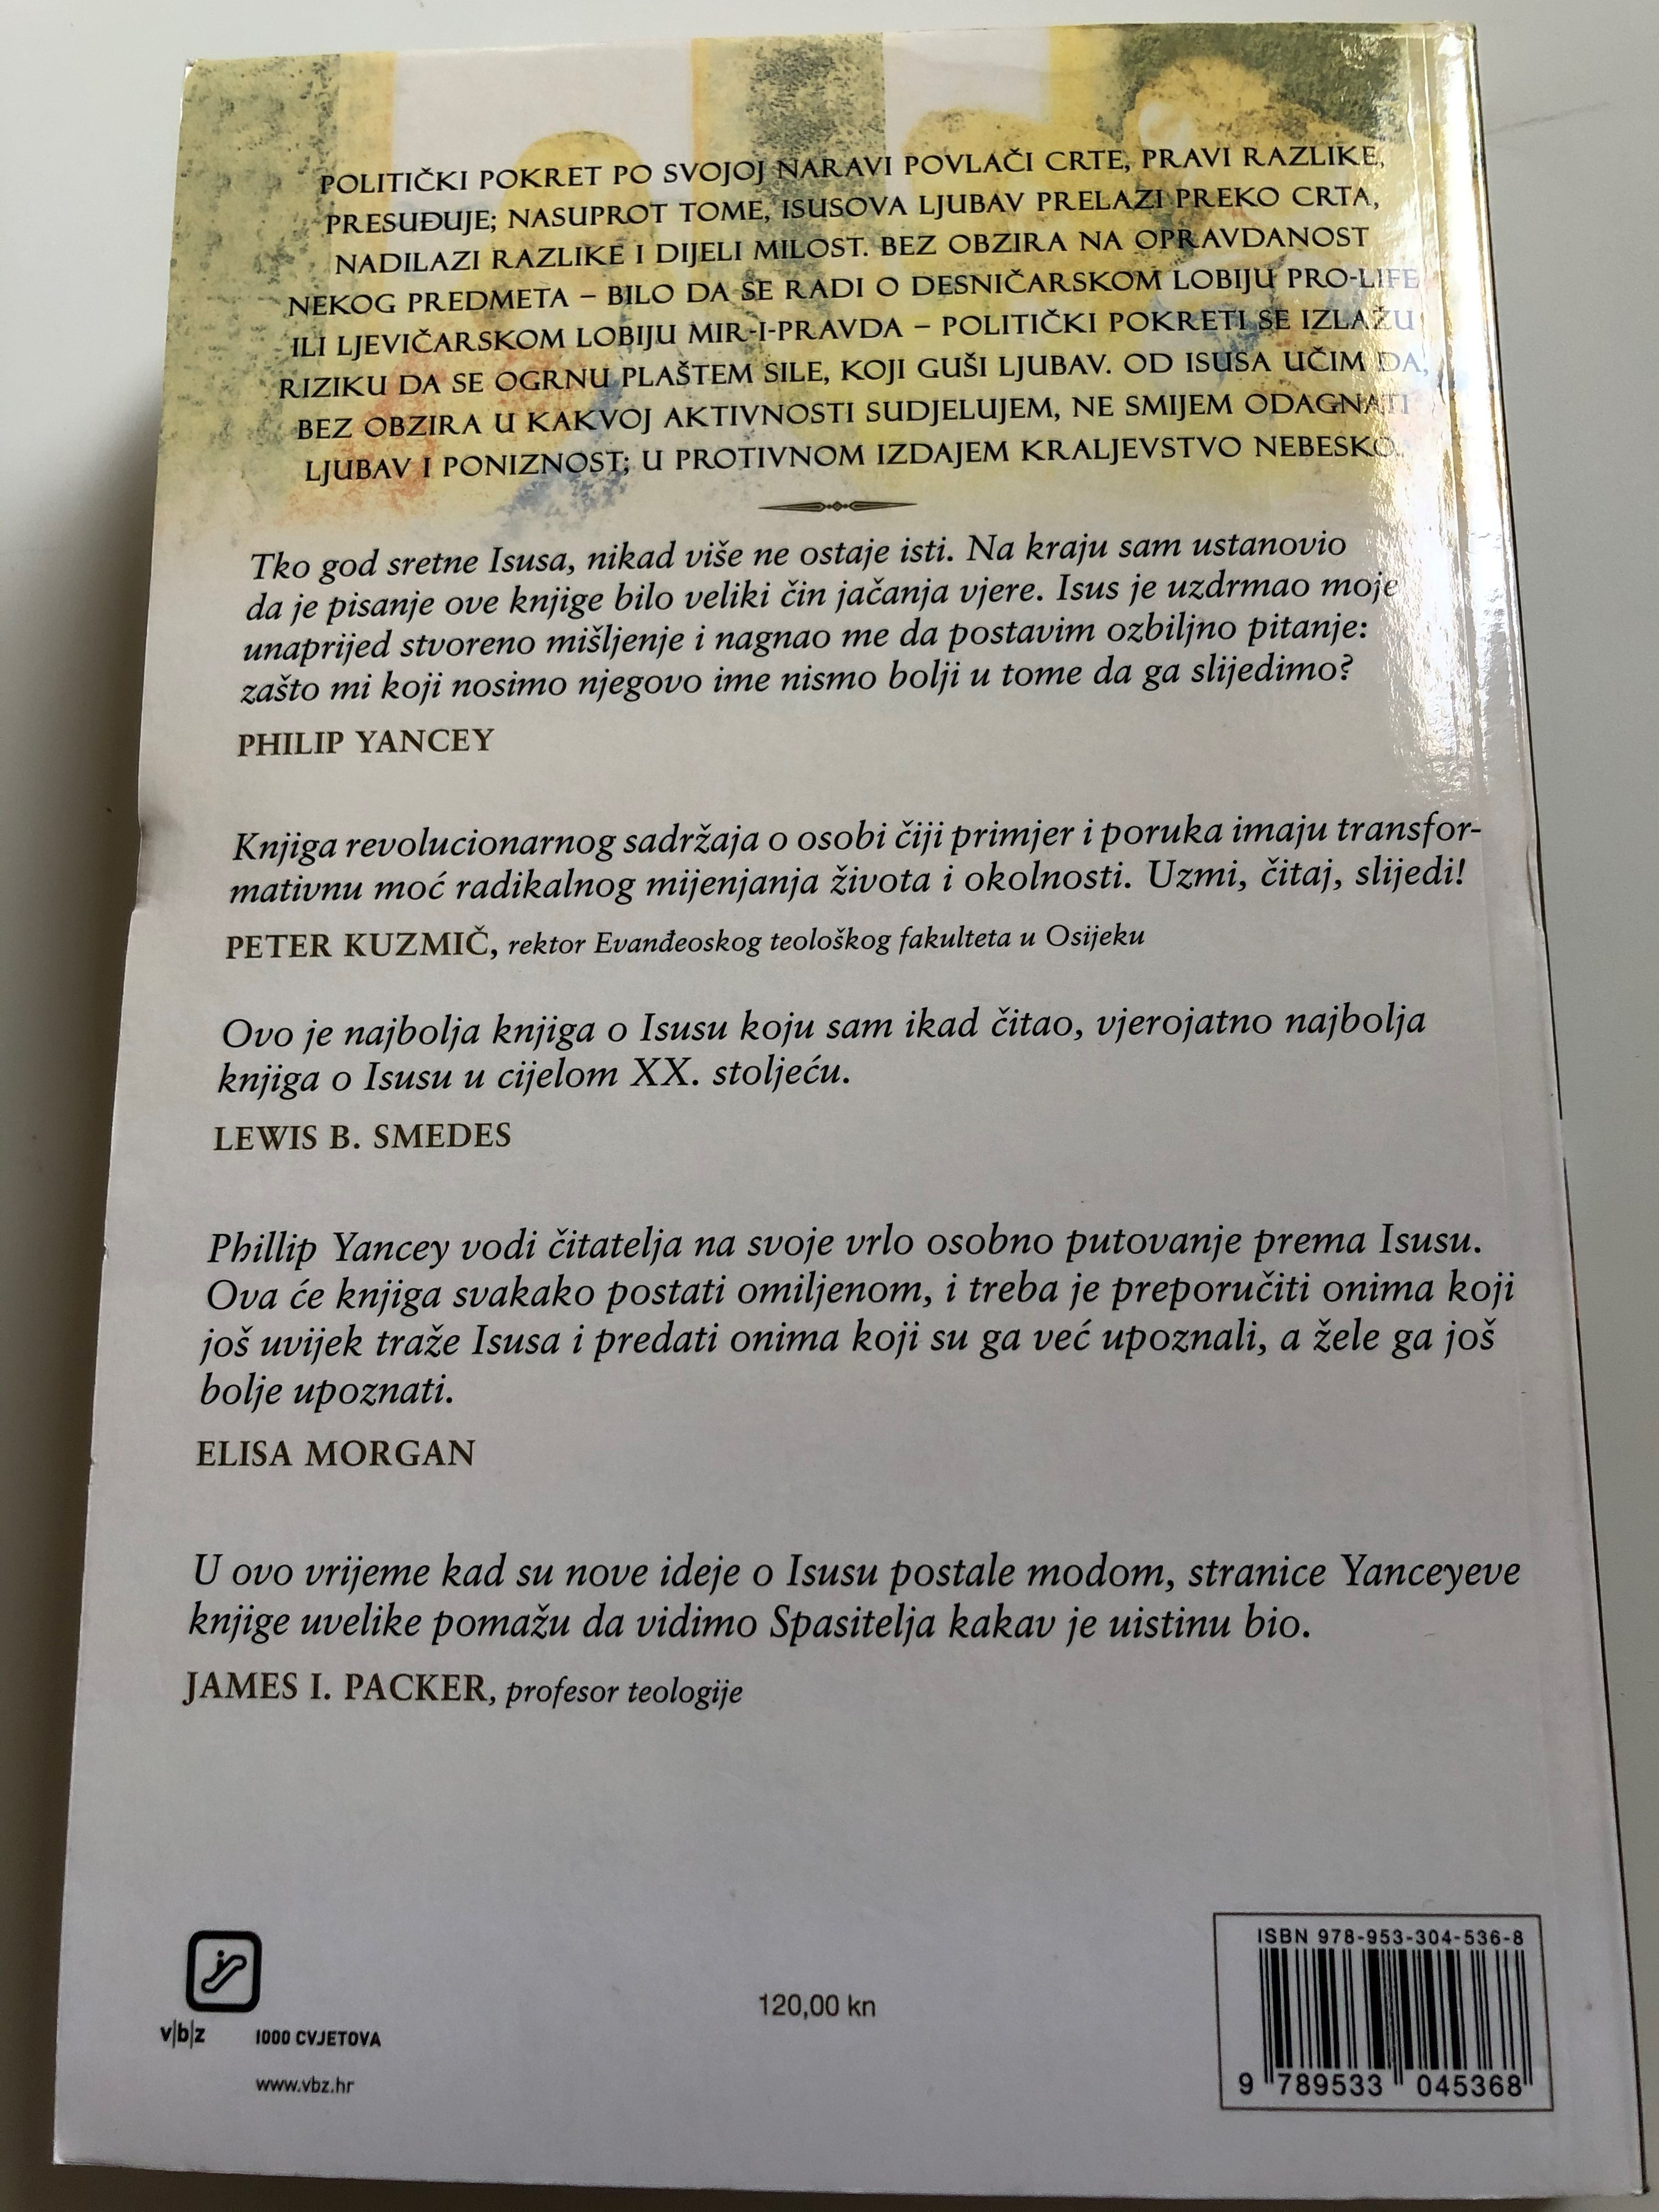 POLITIČKI POKRET PO SVOJOJ NARAVI POVLAČI CRTE, PRAVI RAZLIKE,
PRESUĐUJE; NASUPROT TOME, ISUSOVA LJUBAV PRELAZI PREKO CRTA,
NADILAZI RAZLIKE I DIJELI MILOST. BEZ OBZIRA NA OPRAVDANOST
NEKOG PREDMETA – BILO DA SE RADI O DESNIČARSKOM LOBIJU PRO-LIFE
ILI LJEVIČARSKOM LOBIJU MIR-I-PRAVDA – POLITIČKI POKRETI SE IZLAŽU
RIZIKU DA SE OGRNU PLAŠTEM SILE, KOJI GUŠI LJUBAV. OD ISUSA UČIM DA,
BEZ OBZIRA U KAKVOJ AKTIVNOSTI SUDJELUJEM, NE SMIJEM ODAGNATI
LJUBAV I PONIZNOST; U PROTIVNOM IZDAJEM KRALJEVSTVO NEBESKO.
Tko god sretne Isusa, nikad više ne ostaje isti. Na kraju sam ustanovio
da je pisanje ove knjige bilo veliki čin jačanja vjere. Isus je uzdrmao moje
unaprijed stvoreno mišljenje i nagnao me da postavim ozbiljno pitanje:
zašto mi koji nosimo njegovo ime nismo bolji u tome da ga slijedimo?
PHILIP YANCEY
Knjiga revolucionarnog sadržaja o osobi čiji primjer i poruka imaju transfor-
mativnu moć radikalnog mijenjanja života i okolnosti. Uzmi, čitaj, slijedi!
PETER KUZMIČ, rektor Evanđeoskog teološkog fakulteta u Osijeku
Ovo je najbolja knjiga o Isusu koju sam ikad čitao, vjerojatno najbolja
knjiga o Isusu u cijelom XX. stoljeću.
LEWIS B. SMEDES
Phillip Yancey vodi čitatelja na svoje vrlo osobno putovanje prema Isusu.
Ova će knjiga svakako postati omiljenom, i treba je preporučiti onima koji
još uvijek traže Isusa i predati onima koji su ga već upoznali, a žele ga još
bolje upoznati.
ELISA MORGAN
U ovo vrijeme kad su nove ideje o Isusu postale modom, stranice Yanceyeve
knjige uvelike pomažu da vidimo Spasitelja kakav je uistinu bio.
JAMES I. PACKER, profesor teologije
v|b|z 1000 CVJETOVA
www.vbz.hr
120,00 kn
ISBN 978-953-304-536-8
9 789533 045368